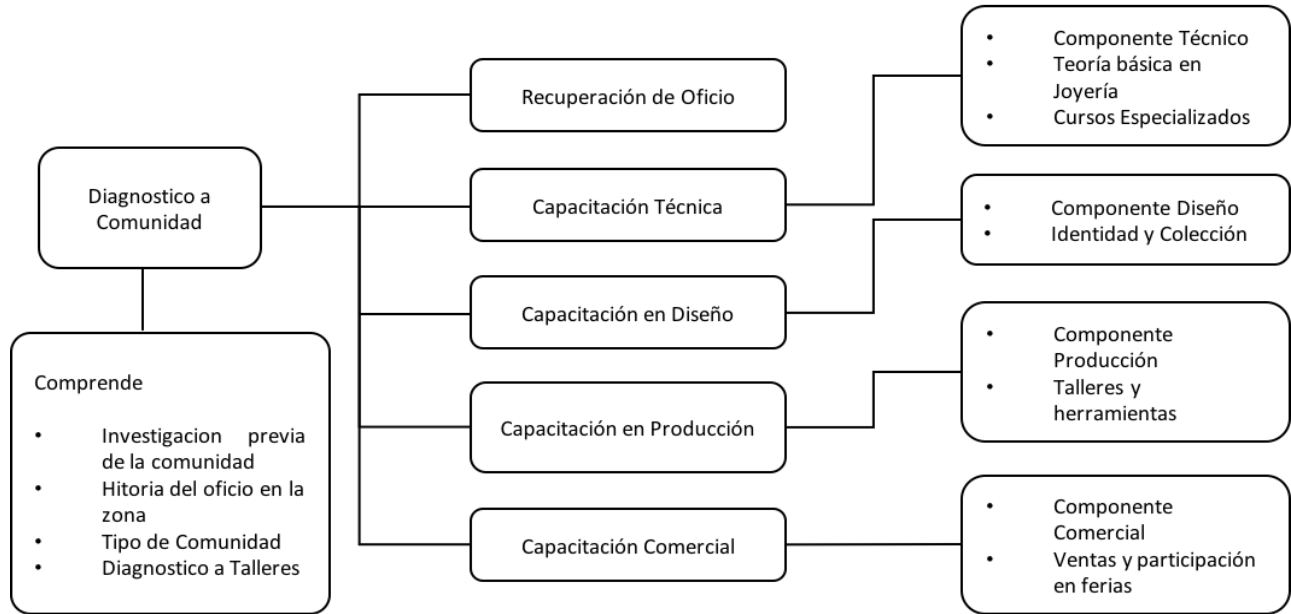 Diagnostico a
Comunidad
Comprende
• Investigacion previa
de la comunidad
• Hitoria del oficio en la
zona
• Tipo de Comunidad
• Diagnostico a Talleres
Recuperación de Oficio
Capacitación Técnica
Capacitación en Diseño
Capacitación en Producción
Capacitación Comercial
• Componente Técnico
• Teoría básica en
Joyería
• Cursos Especializados
• Componente Diseño
• Identidad y Colección
• Componente
Producción
• Talleres y
herramientas
• Componente
Comercial
• Ventas y participación
en ferias